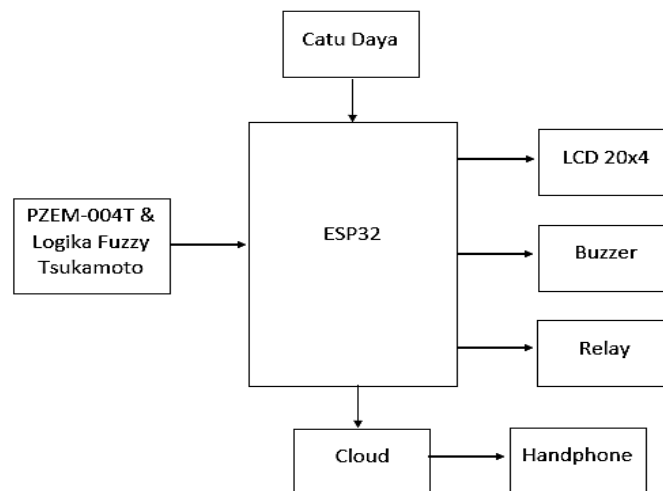 Catu Daya
PZEM-004T &
Logika Fuzzy
Tsukamoto
ESP32
LCD 20x4
Buzzer
Relay
Cloud
Handphone